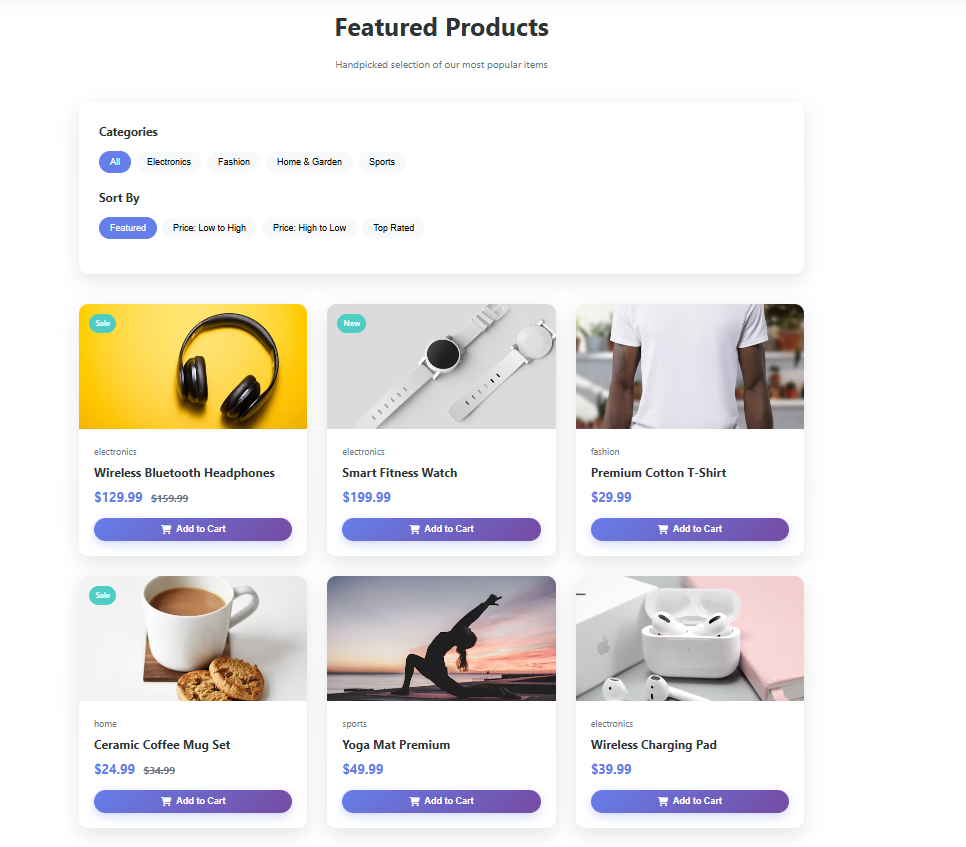 Featured Products
Handpicked selection of our most popular items
Categories
All Electronics Fashion Home & Garden Sports
Sort By
Featured Price: Low to High Price: High to Low Top Rated
Sale
New
electronics
Wireless Bluetooth Headphones
$129.99 $159.99
Add to Cart
electronics
Smart Fitness Watch
$199.99
Add to Cart
fashion
Premium Cotton T-Shirt
$29.99
Add to Cart
Sale
home
Ceramic Coffee Mug Set
$24.99 $34.99
Add to Cart
sports
Yoga Mat Premium
$49.99
Add to Cart
electronics
Wireless Charging Pad
$39.99
Add to Cart